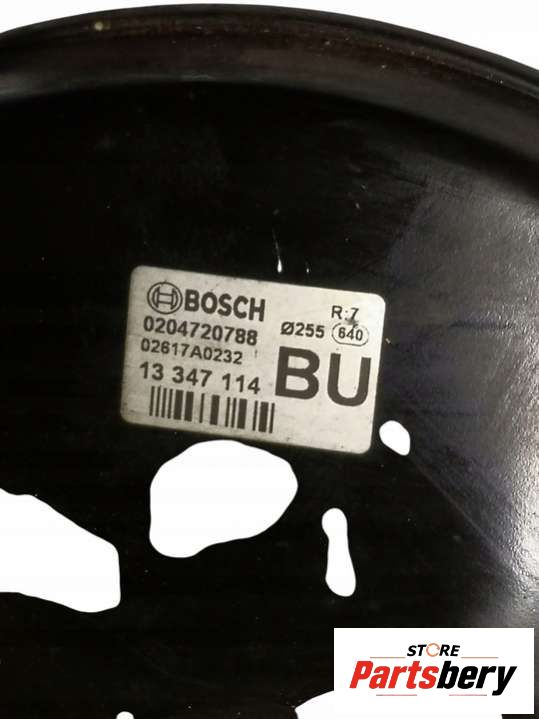 BOSCH
R:7
0204720788
Ø255 640
02617A0232
13 347 114
BU
STORE
Partsbery